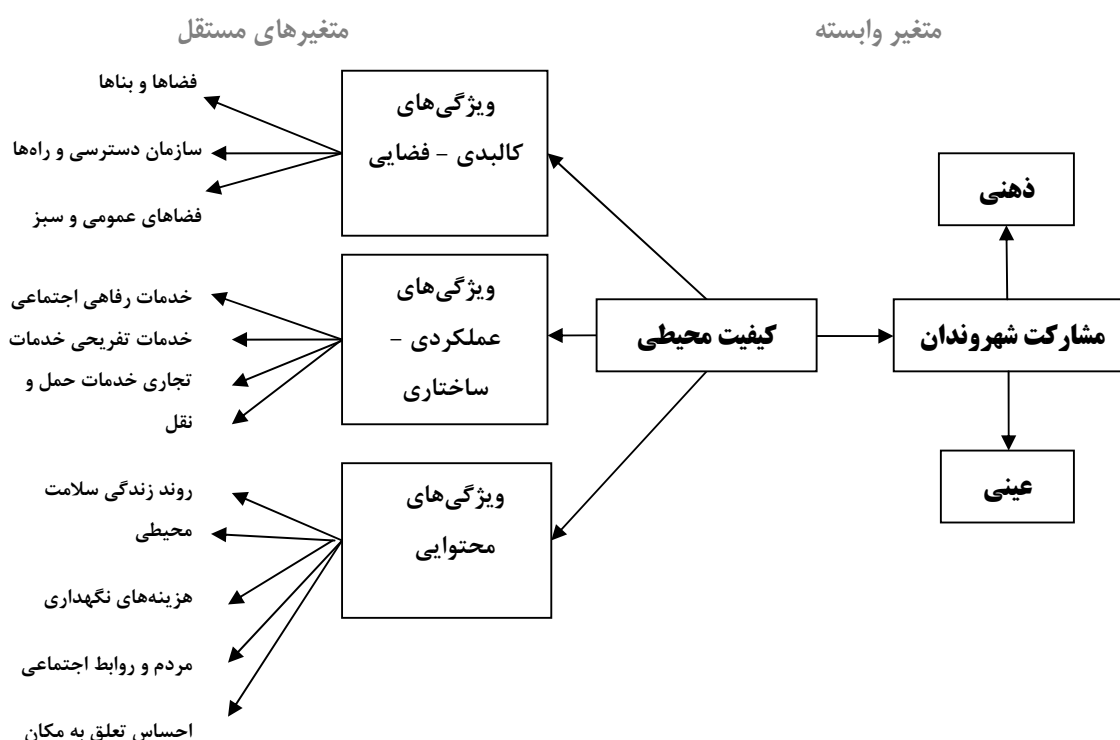 متغیر وابسته
متغیرهای مستقل
ذهنی
مشارکت شهروندان
عینی
کیفیت محیطی
ویژگی‌های
کالبدی - فضایی
فضاها و بناها
سازمان دسترسی و راه‌ها
فضاهای عمومی و سبز
ویژگی‌های
عملکردی -
ساختاری
خدمات رفاهی اجتماعی
خدمات تفریحی خدمات
تجاری خدمات حمل و
نقل
ویژگی‌های
محتوایی
روند زندگی سلامت
محیطی
هزینه‌های نگهداری
مردم و روابط اجتماعی
احساس تعلق به مکان